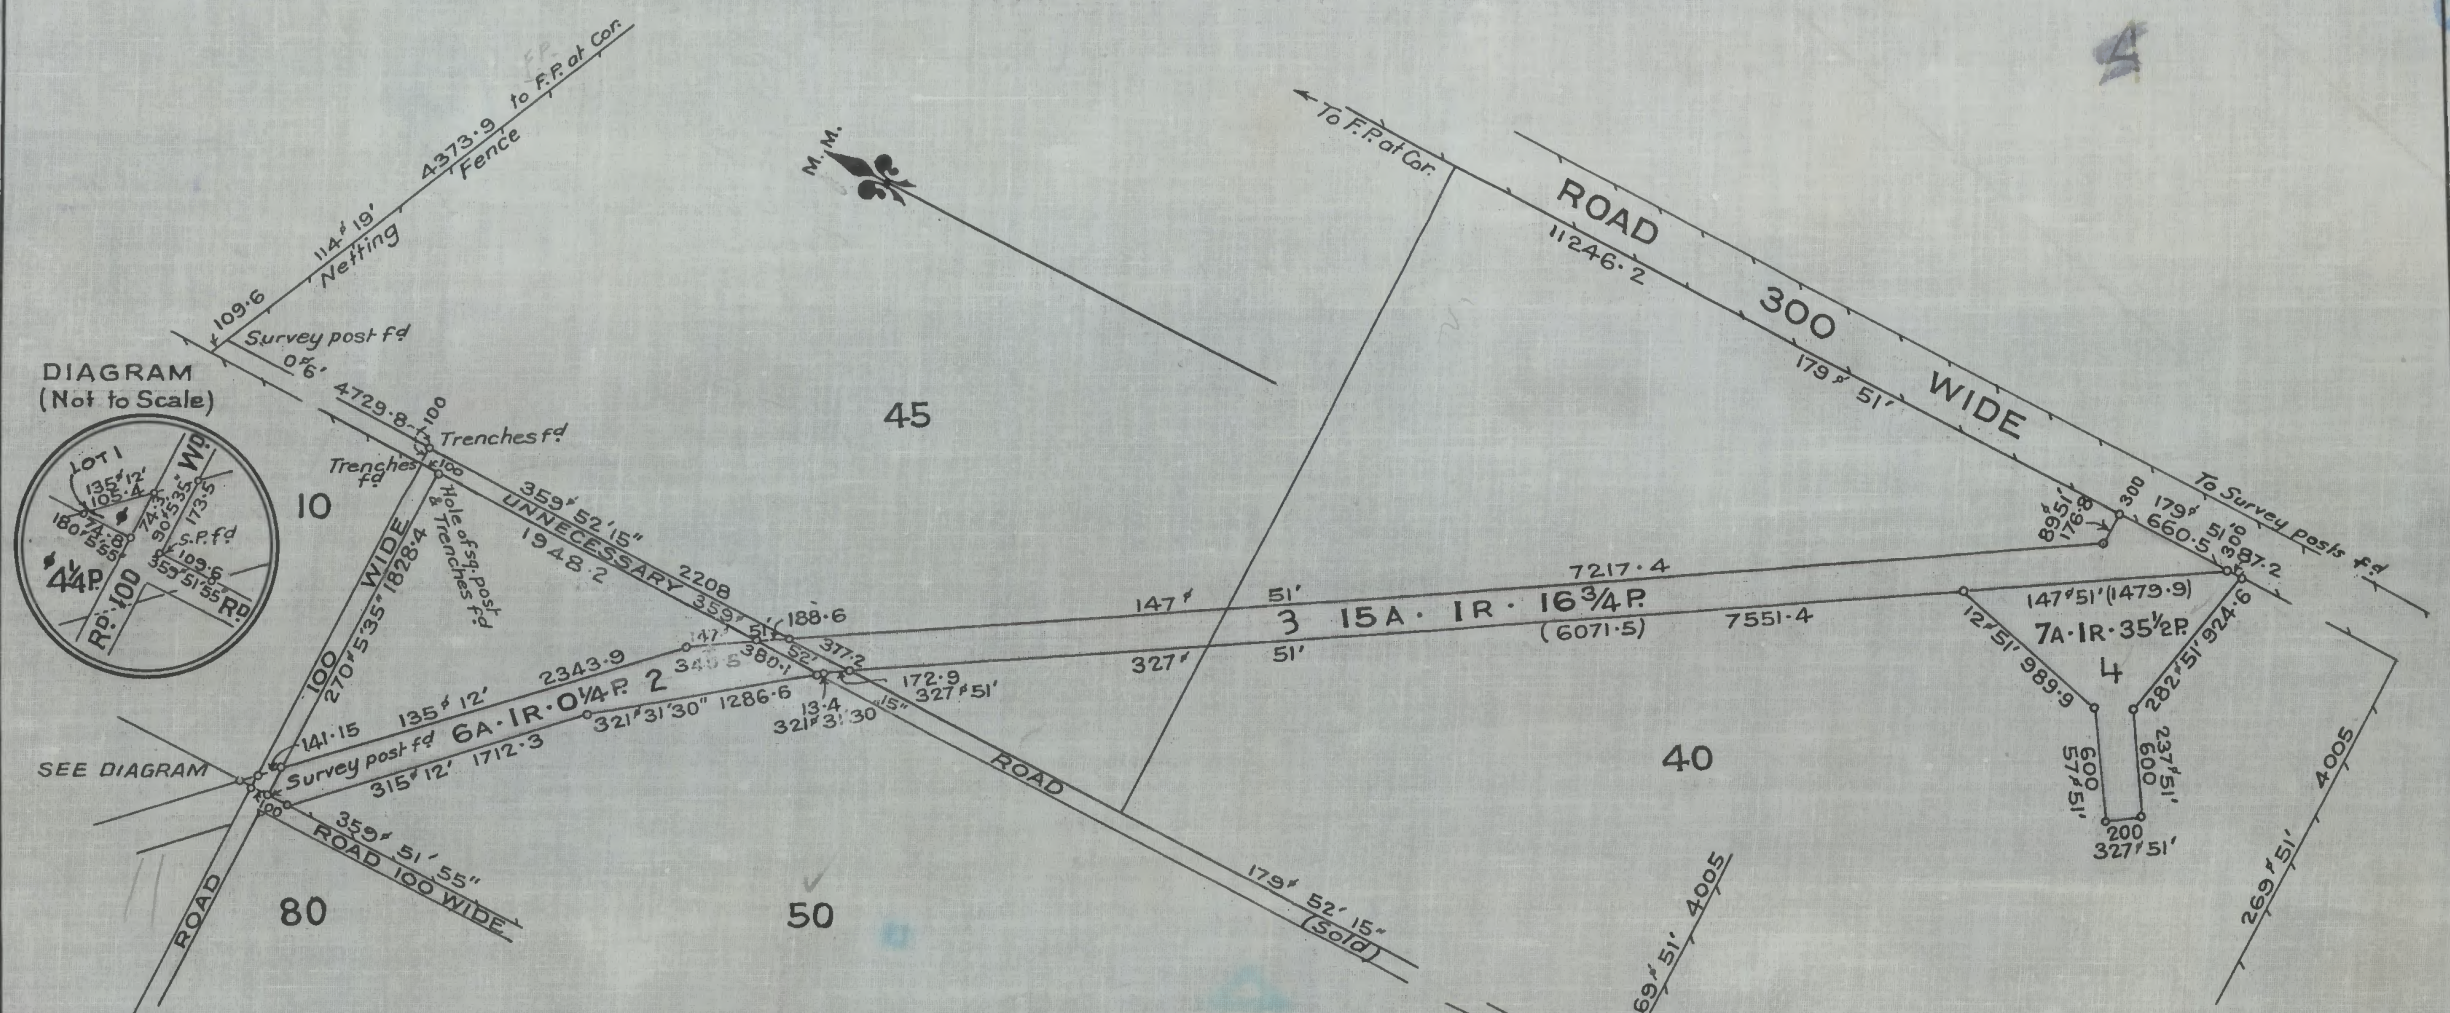 4373·9 to F.P. at Cor.
114° 19' Netting Fence
109·6
Survey post fd
0°6'
4729·8
100
Trenches fd
Trenches fd
100
Hole of sq. post & Trenches fd
M. M.
4
To F.P. at Cor.
ROAD 300 WIDE
11246·2
179° 51'
To Survey posts fd
DIAGRAM
(Not to Scale)
LOT 1
135°12'
105·4
74·3
90°5'35"
WD.
173·5
74·8
180°5'55"
S.P. fd
109·6
359°51'55"
RD.
RD. 100
4¼P.
10
45
100 WIDE
270°5'35" 1828·4
359° 52' 15"
UNNECESSARY
1948·2
2208
359° 52' 15"
188·6
377·2
380·1
147° 51'
2343·9
135° 12'
6A·1R·0¼P. 2
141·15
Survey post fd
315° 12' 1712·3
321°31'30" 1286·6
13·4
321°31'30"
172·9
327°51'
147° 51' 7217·4
3 15A· 1R· 16¾P.
(6071·5)
327° 51' 7551·4
89°51'
176·8
300
179° 51'
660·5
300
87·2
147°51' (1479·9)
7A·1R·35½P.
4
12°51' 989·9
282°51' 924·6
600
57°51'
237°51'
600
200
327°51'
SEE DIAGRAM
100
359° 51' 55"
ROAD 100 WIDE
ROAD
80
50
40
ROAD
179° 52' 15"
(Sold)
69° 51' 4005
269° 51' 4005